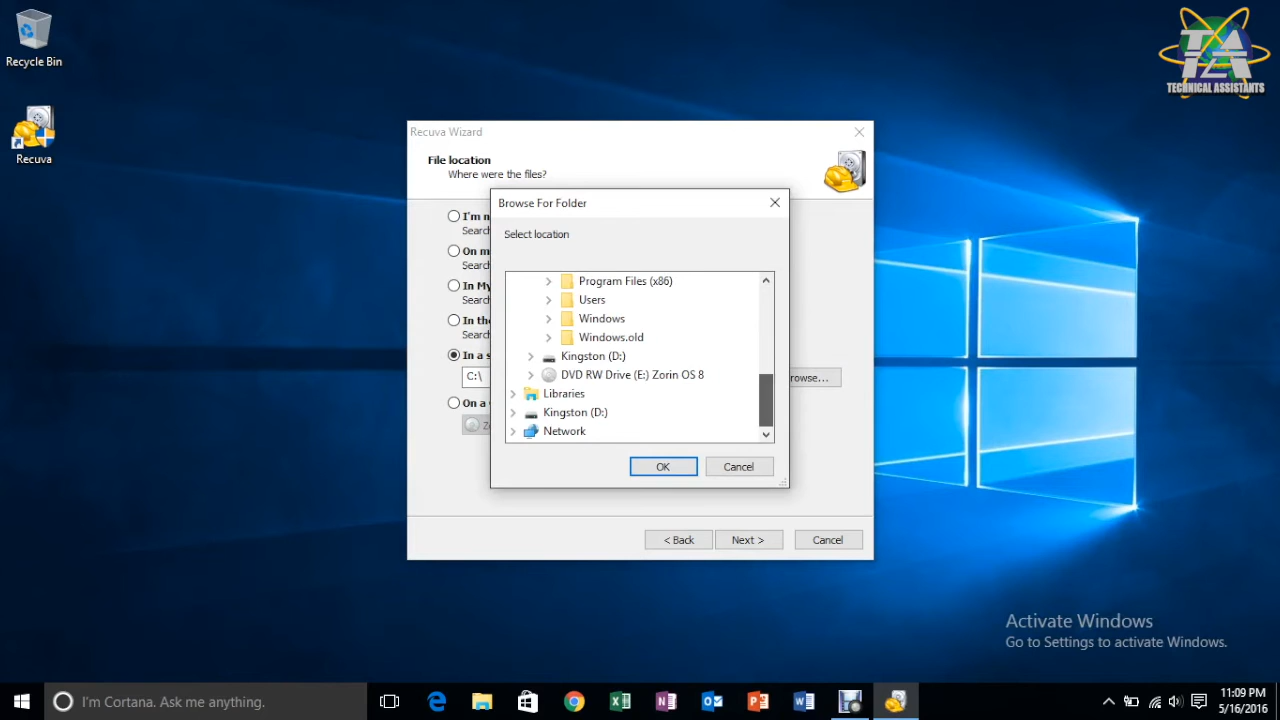 Recycle Bin
Recuva
TA
TECHNICAL ASSISTANTS
Recuva Wizard
File location
Where were the files?
I'm n
Search
On m
Search
In My
Search
In the
Search
In a s
C:\
rowse...
On a
Browse For Folder
Select location
Program Files (x86)
Users
Windows
Windows.old
Kingston (D:)
DVD RW Drive (E:) Zorin OS 8
Libraries
Kingston (D:)
Network
OK
Cancel
< Back
Next >
Cancel
Activate Windows
Go to Settings to activate Windows.
I'm Cortana. Ask me anything.
11:09 PM
5/16/2016